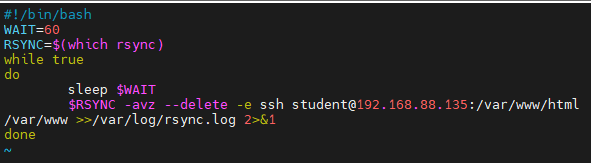 #!/bin/bash
WAIT=60
RSYNC=$(which rsync)
while true
do
        sleep $WAIT
        $RSYNC -avz --delete -e ssh student@192.168.88.135:/var/www/html
/var/www >>/var/log/rsync.log 2>&1
done
~